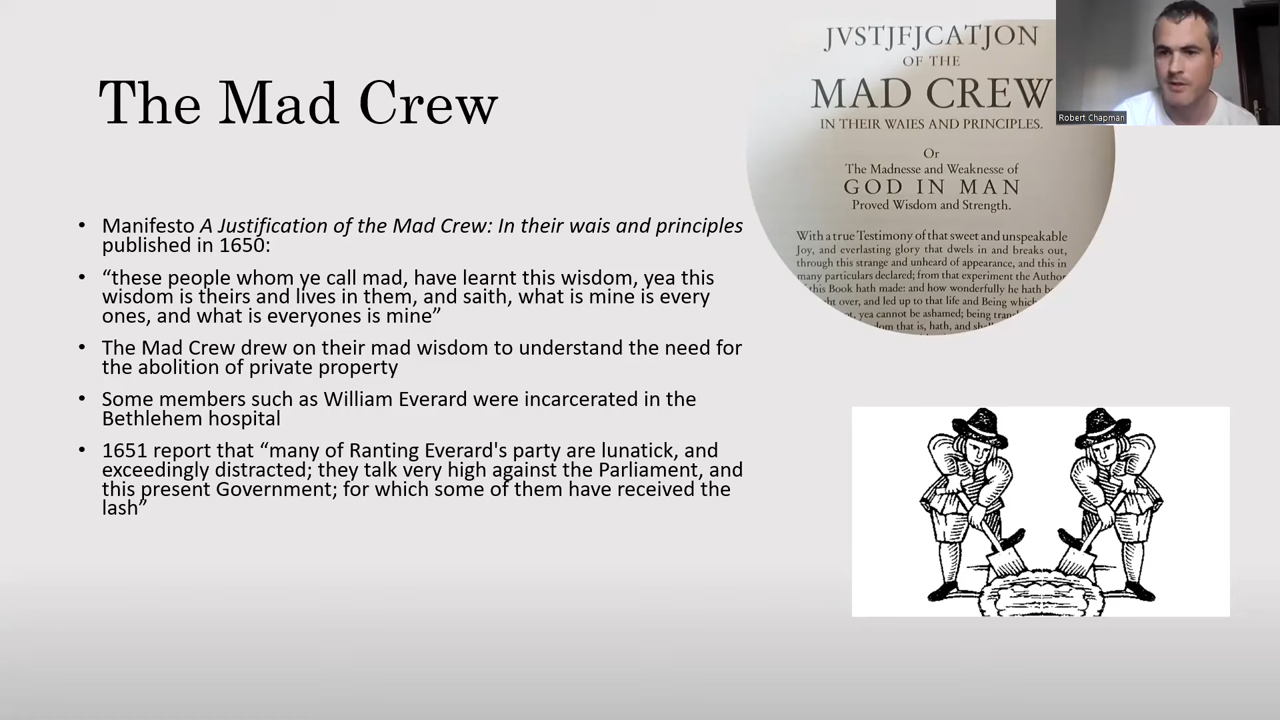 The Mad Crew
• Manifesto A Justification of the Mad Crew: In their wais and principles
published in 1650:
• “these people whom ye call mad, have learnt this wisdom, yea this
wisdom is theirs and lives in them, and saith, what is mine is every
ones, and what is everyones is mine”
• The Mad Crew drew on their mad wisdom to understand the need for
the abolition of private property
• Some members such as William Everard were incarcerated in the
Bethlehem hospital
• 1651 report that “many of Ranting Everard's party are lunatick, and
exceedingly distracted; they talk very high against the Parliament, and
this present Government; for which some of them have received the
lash”
JVSTJFJCATJON
OF THE
MAD CREW
IN THEIR WAIES AND PRINCIPLES.
Or
The Madnesse and Weaknesse of
GOD IN MAN
Proved Wisdom and Strength.
With a true Testimony of that sweet and unspeakable
Joy, and everlasting glory that dwels in and breaks out,
through this strange and unheard of appearance, and this in
many particulars declared; from that experiment the Author
this Book hath made: and how wonderfully he hath
over, and led up to that life and Being which
yea cannot be ashamed; being
that is, hath, and
Robert Chapman